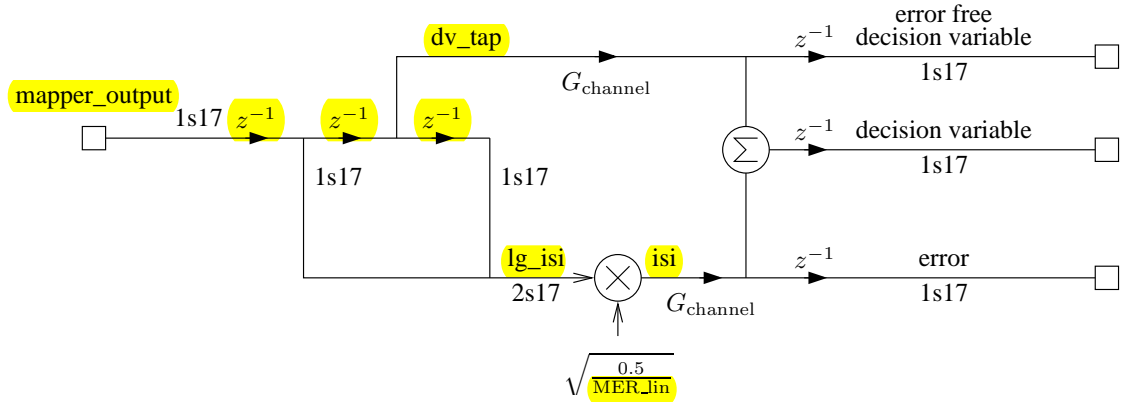 error free
dv_tap
z⁻¹ decision variable
mapper_output
G_channel
1s17
1s17 z⁻¹ z⁻¹ z⁻¹
z⁻¹ decision variable
∑
1s17
1s17 1s17
lg_isi isi
z⁻¹ error
×
2s17
G_channel
1s17
√(0.5/MER_lin)